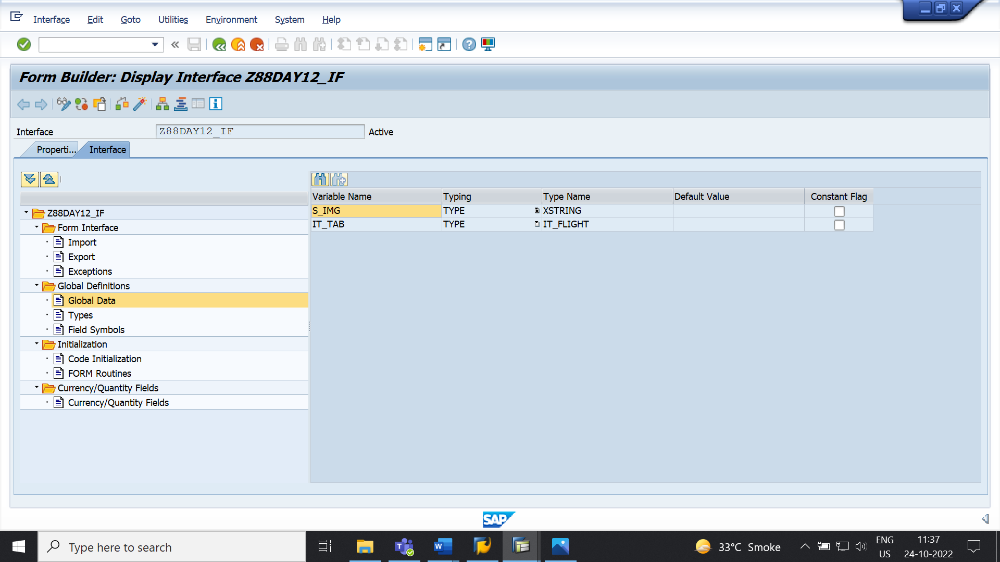 Interface Edit Goto Utilities Environment System Help
Form Builder: Display Interface Z88DAY12_IF
Interface Z88DAY12_IF Active
Properti... Interface
Variable Name Typing Type Name Default Value Constant Flag
S_IMG TYPE XSTRING
IT_TAB TYPE IT_FLIGHT
Z88DAY12_IF
Form Interface
Import
Export
Exceptions
Global Definitions
Global Data
Types
Field Symbols
Initialization
Code Initialization
FORM Routines
Currency/Quantity Fields
Currency/Quantity Fields
SAP
Type here to search
33°C Smoke
ENG
US
11:37
24-10-2022